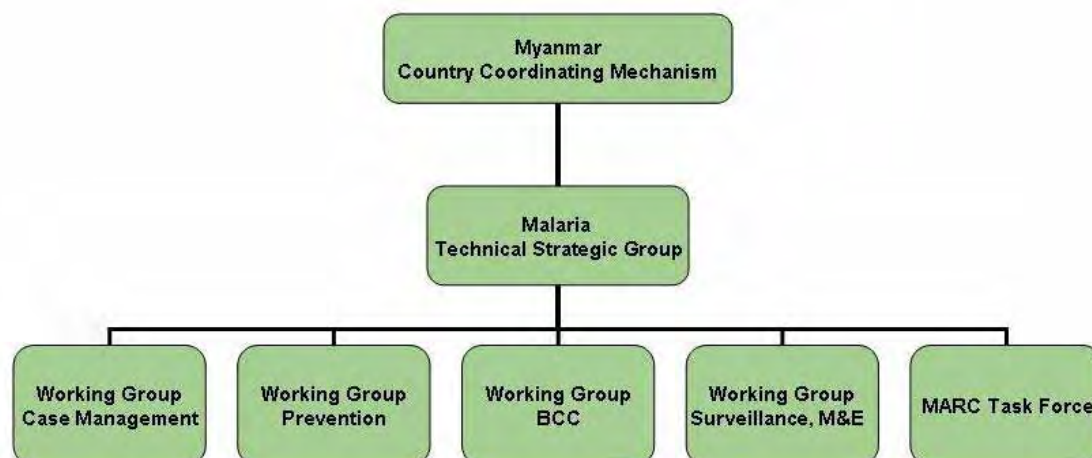 Myanmar
Country Coordinating Mechanism
Malaria
Technical Strategic Group
Working Group
Case Management
Working Group
Prevention
Working Group
BCC
Working Group
Surveillance, M&E
MARC Task Force